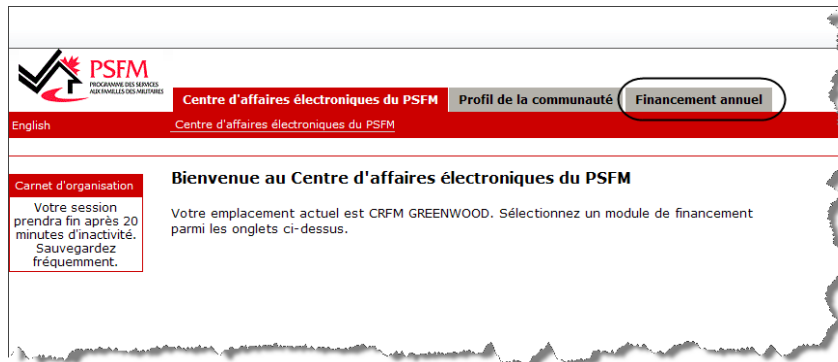 PSFM
PROGRAMME DES SERVICES
AUX FAMILLES DES MILITAIRES
Centre d'affaires électroniques du PSFM Profil de la communauté Financement annuel
English Centre d'affaires électroniques du PSFM
Carnet d'organisation
Votre session
prendra fin après 20
minutes d'inactivité.
Sauvegardez
fréquemment.
Bienvenue au Centre d'affaires électroniques du PSFM
Votre emplacement actuel est CRFM GREENWOOD. Sélectionnez un module de financement
parmi les onglets ci-dessus.